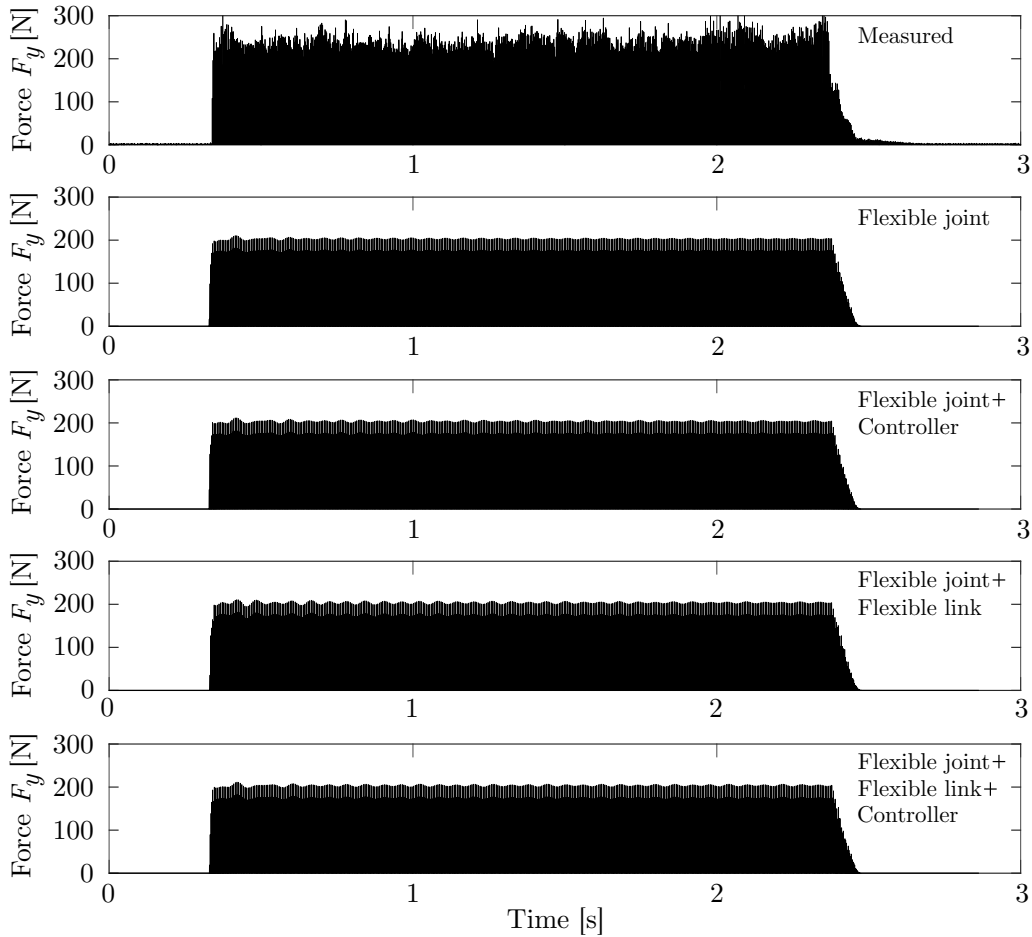 300
200
100
0
Force F_y [N]
Measured
0 1 2 3
300
200
100
0
Force F_y [N]
Flexible joint
0 1 2 3
300
200
100
0
Force F_y [N]
Flexible joint+
Controller
0 1 2 3
300
200
100
0
Force F_y [N]
Flexible joint+
Flexible link
0 1 2 3
300
200
100
0
Force F_y [N]
Flexible joint+
Flexible link+
Controller
0 1 2 3
Time [s]